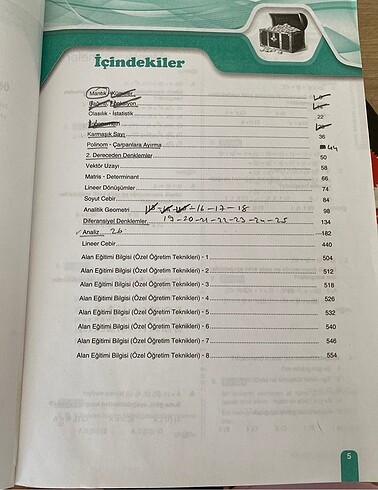 İçindekiler
Mantık - Kümeler
Olasılık - İstatistik 22
Karmaşık Sayı 36
Polinom - Çarpanlara Ayırma 44
2. Dereceden Denklemler 50
Vektör Uzayı 58
Matris - Determinant 66
Lineer Dönüşümler 74
Soyut Cebir 84
Analitik Geometri 16 - 17 - 18 98
Diferansiyel Denklemler 19 - 20 - 21 - 22 - 23 - 24 - 25 134
Analiz 26 182
Lineer Cebir 440
Alan Eğitimi Bilgisi (Özel Öğretim Teknikleri) - 1 504
Alan Eğitimi Bilgisi (Özel Öğretim Teknikleri) - 2 512
Alan Eğitimi Bilgisi (Özel Öğretim Teknikleri) - 3 518
Alan Eğitimi Bilgisi (Özel Öğretim Teknikleri) - 4 526
Alan Eğitimi Bilgisi (Özel Öğretim Teknikleri) - 5 532
Alan Eğitimi Bilgisi (Özel Öğretim Teknikleri) - 6 540
Alan Eğitimi Bilgisi (Özel Öğretim Teknikleri) - 7 546
Alan Eğitimi Bilgisi (Özel Öğretim Teknikleri) - 8 554
5